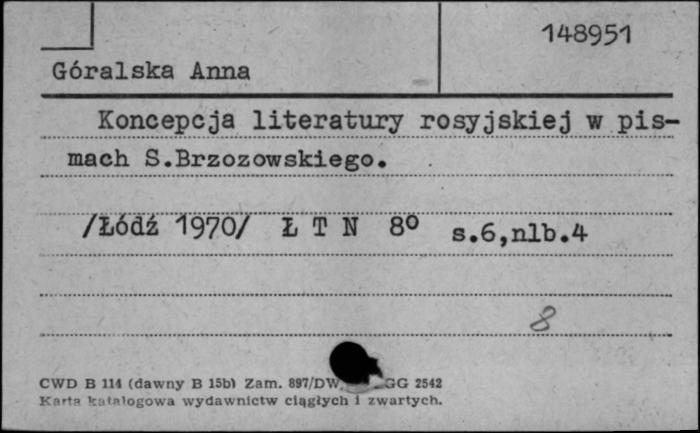 148951
Góralska Anna
Koncepcja literatury rosyjskiej w pis-
mach S.Brzozowskiego.
/Łódź 1970/ Ł T N 8º s.6,nlb.4
8
CWD B 114 (dawny B 15b) Zam. 897/DW GG 2542
Karta katalogowa wydawnictw ciągłych i zwartych.